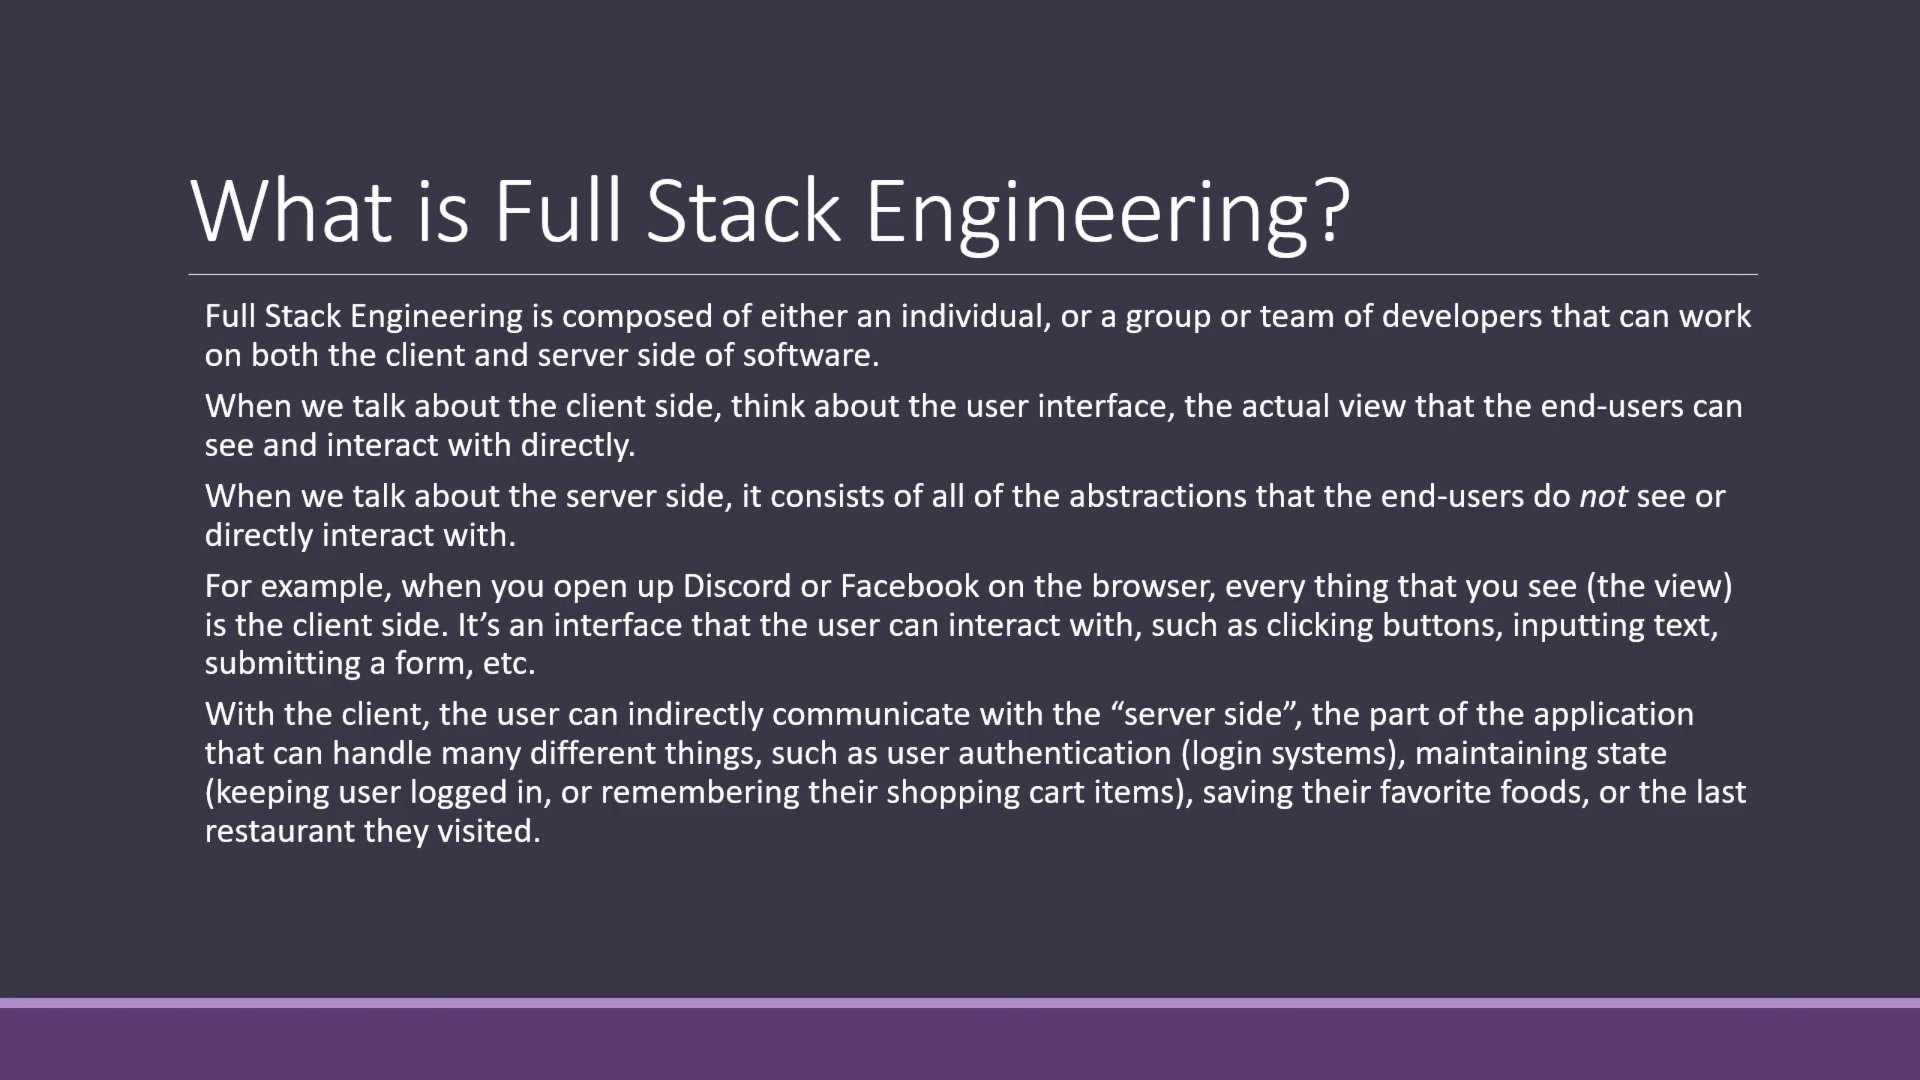 What is Full Stack Engineering?
Full Stack Engineering is composed of either an individual, or a group or team of developers that can work
on both the client and server side of software.
When we talk about the client side, think about the user interface, the actual view that the end-users can
see and interact with directly.
When we talk about the server side, it consists of all of the abstractions that the end-users do not see or
directly interact with.
For example, when you open up Discord or Facebook on the browser, every thing that you see (the view)
is the client side. It’s an interface that the user can interact with, such as clicking buttons, inputting text,
submitting a form, etc.
With the client, the user can indirectly communicate with the “server side”, the part of the application
that can handle many different things, such as user authentication (login systems), maintaining state
(keeping user logged in, or remembering their shopping cart items), saving their favorite foods, or the last
restaurant they visited.